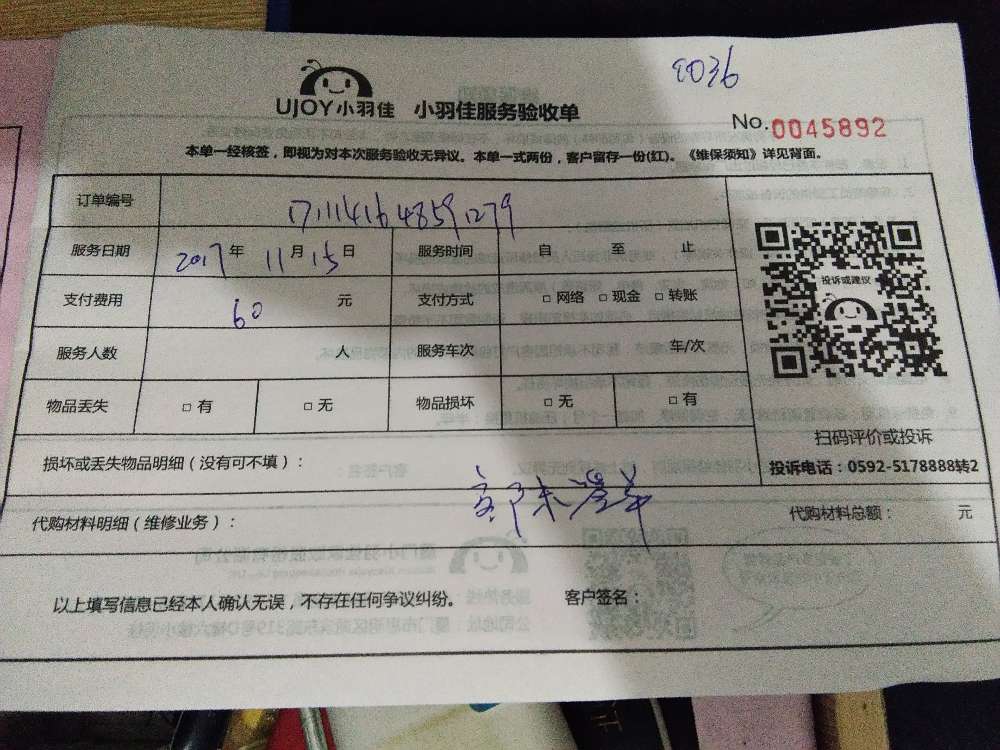 9036
UJOY小羽佳 小羽佳服务验收单
No.0045892
本单一经核签，即视为对本次服务验收无异议。本单一式两份，客户留存一份(红)。《维保须知》详见背面。
订单编号 1711141648591279
服务日期 2017年11月15日 服务时间 自 至 止
支付费用 60元 支付方式 □ 网络 □ 现金 □ 转账
投诉或建议
服务人数 人 服务车次 车/次
物品丢失 □ 有 □ 无 物品损坏 □ 无 □ 有
扫码评价或投诉
损坏或丢失物品明细（没有可不填）：
投诉电话：0592-5178888转2
代购材料明细（维修业务）： 代购材料总额： 元
以上填写信息已经本人确认无误，不存在任何争议纠纷。 客户签名：